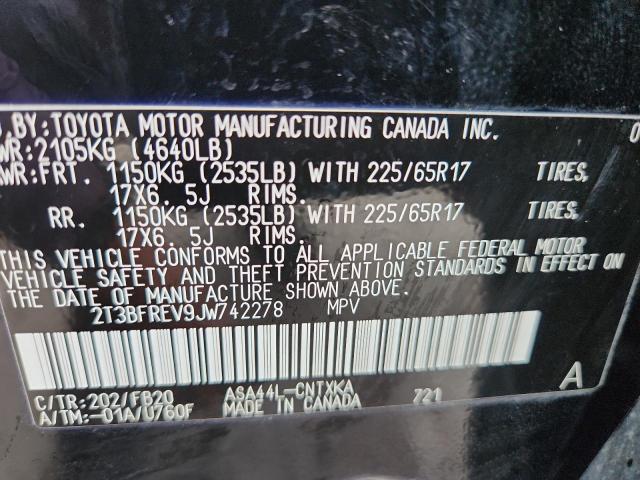 BY:TOYOTA MOTOR MANUFACTURING CANADA INC. 0
WR:2105KG (4640LB)
WR:FRT. 1150KG (2535LB) WITH 225/65R17 TIRES,
17X6. 5J RIMS.
RR. 1150KG (2535LB) WITH 225/65R17 TIRES,
17X6. 5J RIMS.
THIS VEHICLE CONFORMS TO ALL APPLICABLE FEDERAL MOTOR
VEHICLE SAFETY AND THEFT PREVENTION STANDARDS IN EFFECT ON
THE DATE OF MANUFACTURE SHOWN ABOVE.
2T3BFREV9JW742278 MPV
C/TR:202/FB20 ASA44L-CNTXKA 721 A
A/TM:-01A/U760F MADE IN CANADA